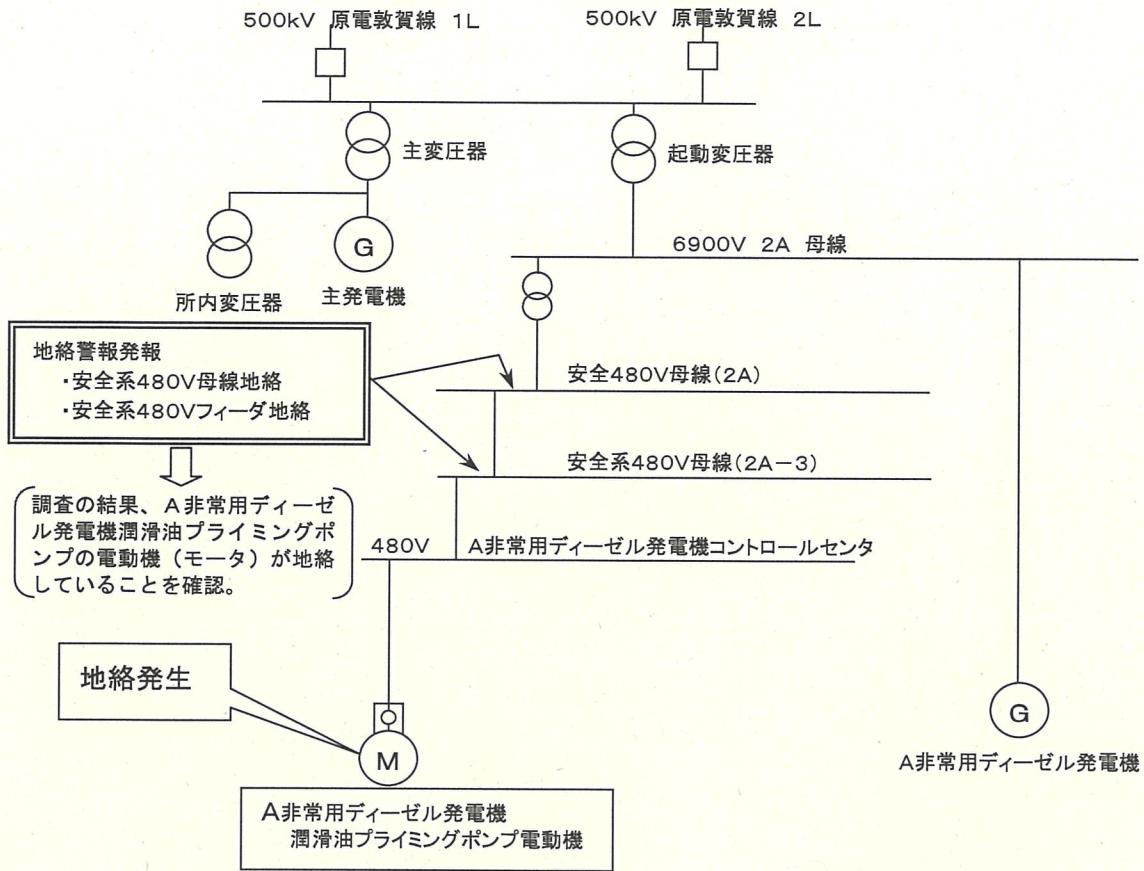 500kV 原電敦賀線 1L
500kV 原電敦賀線 2L
主変圧器
起動変圧器
G
6900V 2A 母線
所内変圧器
主発電機
地絡警報発報
・安全系480V母線地絡
・安全系480Vフィーダ地絡
安全480V母線(2A)
安全系480V母線(2A-3)
調査の結果、A非常用ディーゼ
ル発電機潤滑油プライミングポ
ンプの電動機(モータ)が地絡
していることを確認。
480V
A非常用ディーゼル発電機コントロールセンタ
地絡発生
M
G
A非常用ディーゼル発電機
A非常用ディーゼル発電機
潤滑油プライミングポンプ電動機